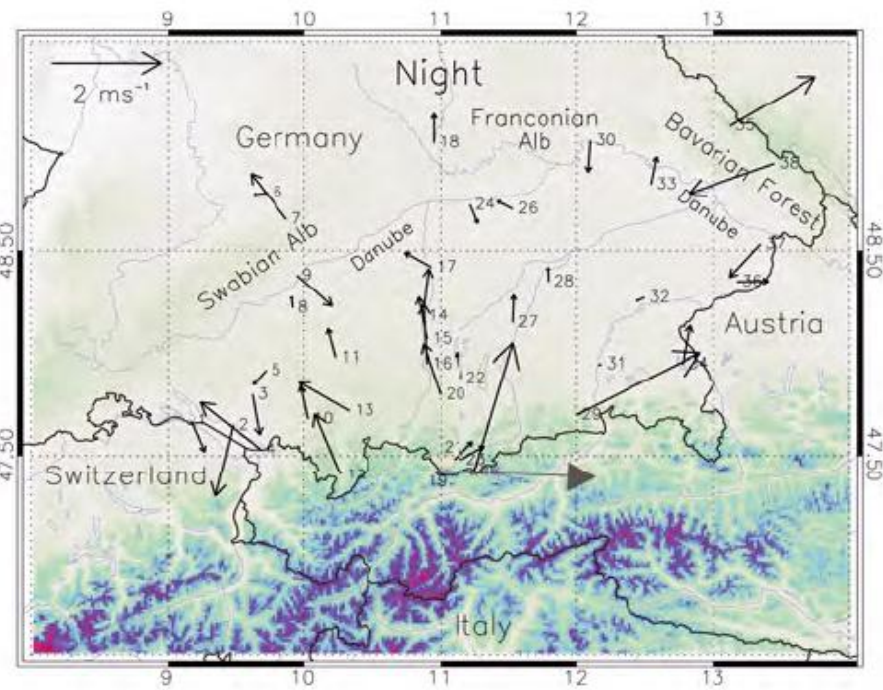 9 10 11 12 13
Night
2 ms⁻¹
Franconian
Alb
Germany
Bavarian Forest
18
30
35
38
33
6
7
24
26
Danube
Swabian Alb
Danube
48.50
48.50
17
9
8
28
36
32
14
27
Austria
15
11
16
31
5
22
3
20
13
29
2
47.50
47.50
Switzerland
12
19
Italy
9 10 11 12 13